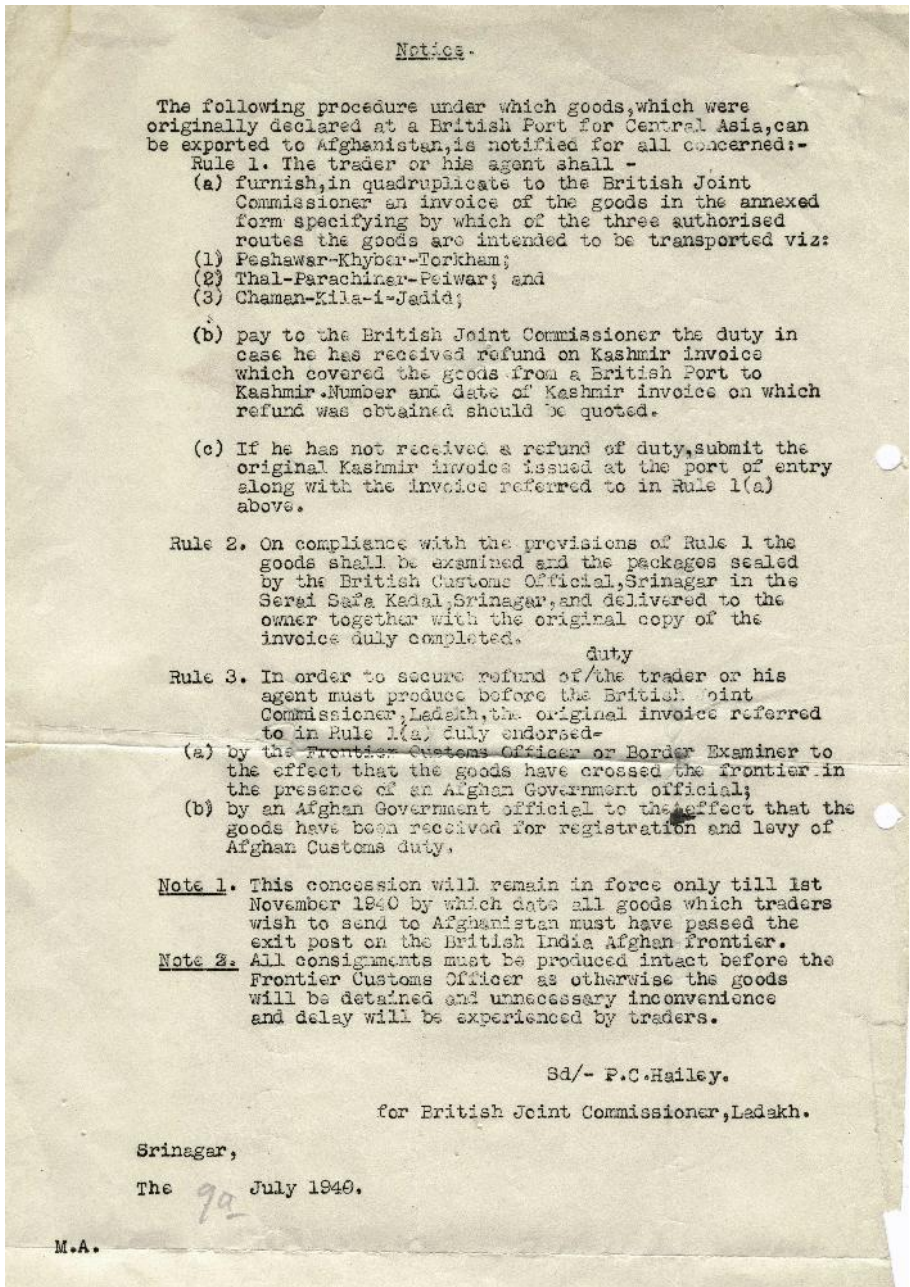 Notice.
The following procedure under which goods,which were
originally declared at a British Port for Central Asia,can
be exported to Afghanistan,is notified for all concerned:-
Rule 1. The trader or his agent shall -
(a) furnish,in quadruplicate to the British Joint
Commissioner an invoice of the goods in the annexed
form specifying by which of the three authorised
routes the goods are intended to be transported viz:
(1) Peshawar-Khyber-Torkham;
(2) Thal-Parachinar-Peiwar; and
(3) Chaman-Kila-i-Jadid;
(b) pay to the British Joint Commissioner the duty in
case he has received refund on Kashmir invoice
which covered the goods from a British Port to
Kashmir.Number and date of Kashmir invoice on which
refund was obtained should be quoted.
(c) If he has not received a refund of duty,submit the
original Kashmir invoice issued at the port of entry
along with the invoice referred to in Rule 1(a)
above.
Rule 2. On compliance with the provisions of Rule 1 the
goods shall be examined and the packages sealed
by the British Customs Official,Srinagar in the
Serai Safa Kadal,Srinagar,and delivered to the
owner together with the original copy of the
invoice duly completed.
duty
Rule 3. In order to secure refund of/the trader or his
agent must produce before the British Joint
Commissioner,Ladakh,the original invoice referred
to in Rule 1(a) duly endorsed-
(a) by the Frontier Customs Officer or Border Examiner to
the effect that the goods have crossed the frontier in
the presence of an Afghan Government official;
(b) by an Afghan Government official to the effect that the
goods have been received for registration and levy of
Afghan Customs duty.
Note 1. This concession will remain in force only till 1st
November 1940 by which date all goods which traders
wish to send to Afghanistan must have passed the
exit post on the British India Afghan frontier.
Note 2. All consignments must be produced intact before the
Frontier Customs Officer as otherwise the goods
will be detained and unnecessary inconvenience
and delay will be experienced by traders.
Sd/- P.C.Hailey.
for British Joint Commissioner,Ladakh.
Srinagar,
The July 1940.
M.A.